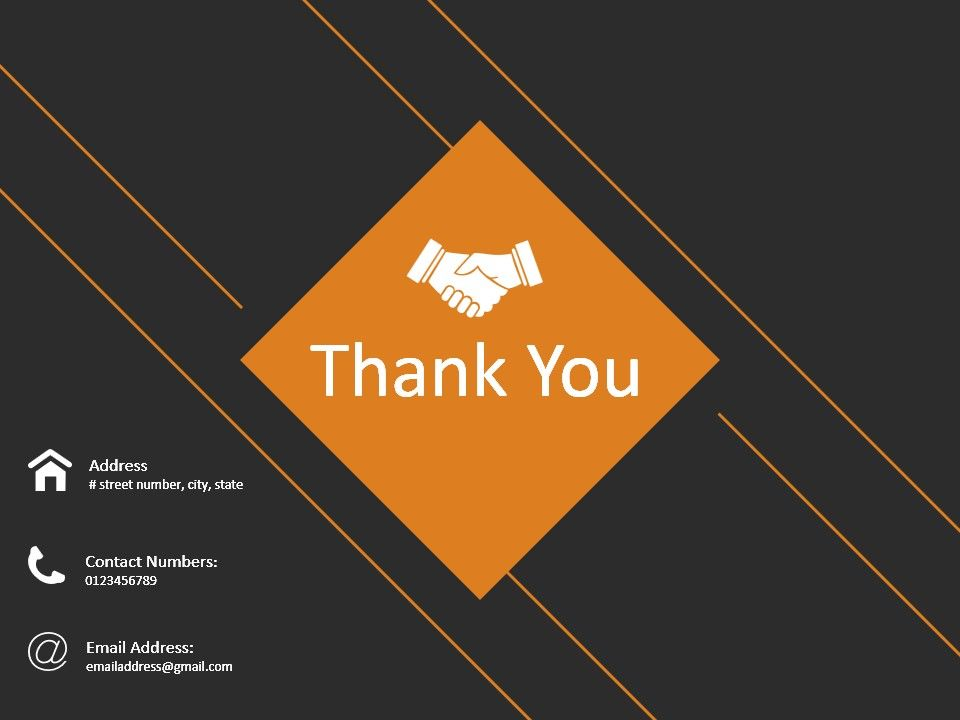 Thank You
Address
# street number, city, state
Contact Numbers:
0123456789
Email Address:
emailaddress@gmail.com